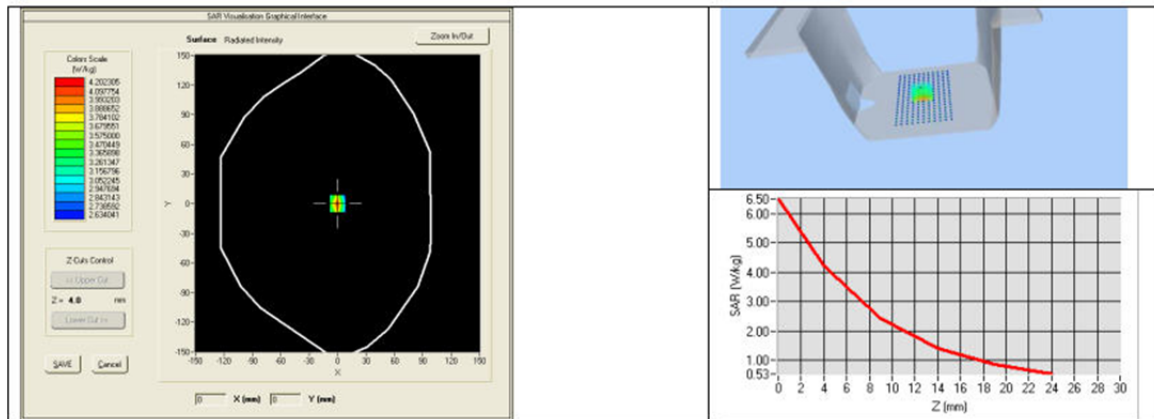 SAR Visualisation Graphical Interface
Surface Radiated Intensity
Zoom In/Out
Colors Scale
(W/kg)
4.202305
4.097754
3.993203
3.888652
3.784102
3.679551
3.575000
3.470449
3.365898
3.261347
3.156796
3.052245
2.947694
2.843143
2.738592
2.634041
Z-Cuts Control
<< Upper Cut
Z = 4.0 mm
Lower Cut >>
SAVE Cancel
150
120
90
60
30
0
-30
-60
-90
-120
-150
Y
-150 -120 -90 -60 -30 0 30 60 90 120 150
X
0 X (mm) 0 Y (mm)
6.50
6.00
5.00
4.00
3.00
2.00
1.00
0.53
SAR (W/kg)
0 2 4 6 8 10 12 14 16 18 20 22 24 26 28 30
Z (mm)